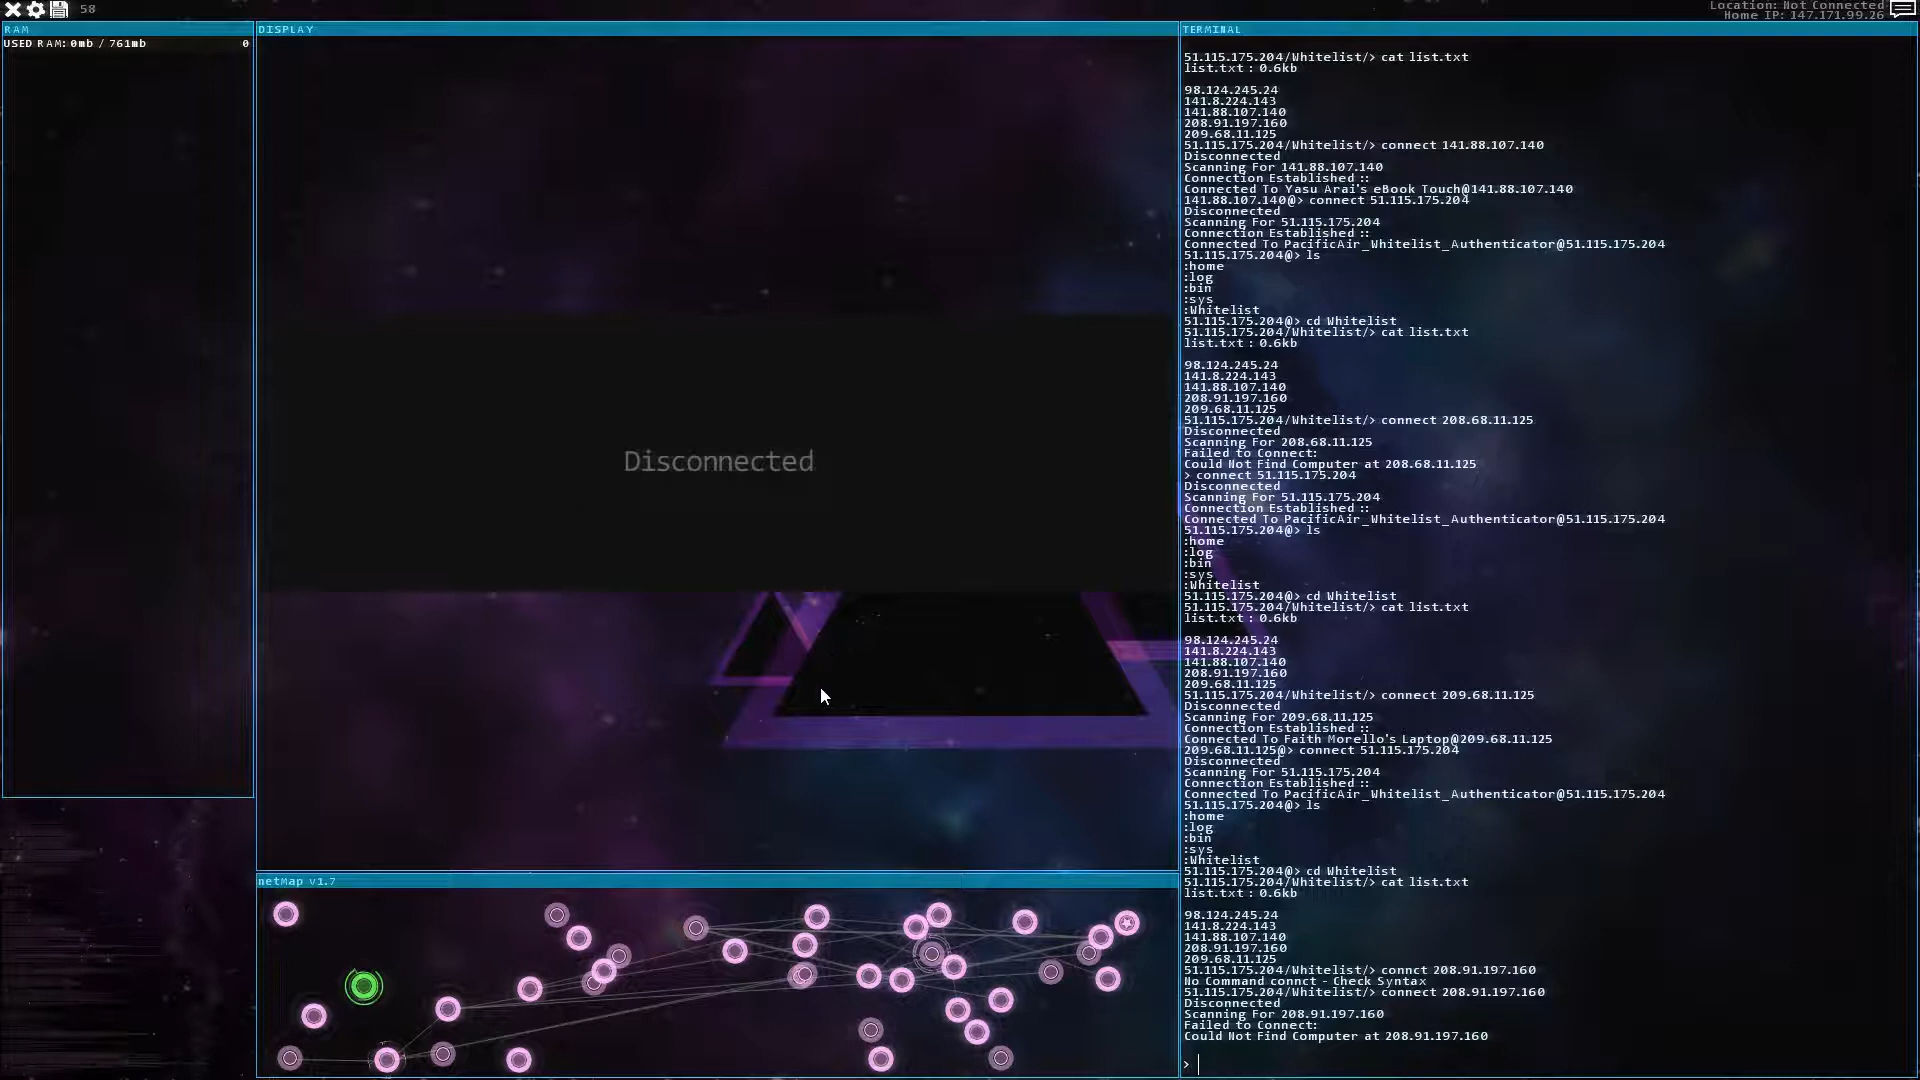 58
Location: Not Connected
Home IP: 147.171.99.26
RAM
USED RAM: 0mb / 761mb 0
DISPLAY
Disconnected
netMap v1.7
TERMINAL
51.115.175.204/Whitelist/> cat list.txt
list.txt : 0.6kb
98.124.245.24
141.8.224.143
141.88.107.140
208.91.197.160
209.68.11.125
51.115.175.204/Whitelist/> connect 141.88.107.140
Disconnected
Scanning For 141.88.107.140
Connection Established ::
Connected To Yasu Arai's eBook Touch@141.88.107.140
141.88.107.140@> connect 51.115.175.204
Disconnected
Scanning For 51.115.175.204
Connection Established ::
Connected To PacificAir_Whitelist_Authenticator@51.115.175.204
51.115.175.204@> ls
:home
:log
:bin
:sys
:Whitelist
51.115.175.204@> cd Whitelist
51.115.175.204/Whitelist/> cat list.txt
list.txt : 0.6kb
98.124.245.24
141.8.224.143
141.88.107.140
208.91.197.160
209.68.11.125
51.115.175.204/Whitelist/> connect 208.68.11.125
Disconnected
Scanning For 208.68.11.125
Failed to Connect:
Could Not Find Computer at 208.68.11.125
> connect 51.115.175.204
Disconnected
Scanning For 51.115.175.204
Connection Established ::
Connected To PacificAir_Whitelist_Authenticator@51.115.175.204
51.115.175.204@> ls
:home
:log
:bin
:sys
:Whitelist
51.115.175.204@> cd Whitelist
51.115.175.204/Whitelist/> cat list.txt
list.txt : 0.6kb
98.124.245.24
141.8.224.143
141.88.107.140
208.91.197.160
209.68.11.125
51.115.175.204/Whitelist/> connect 209.68.11.125
Disconnected
Scanning For 209.68.11.125
Connection Established ::
Connected To Faith Morello's Laptop@209.68.11.125
209.68.11.125@> connect 51.115.175.204
Disconnected
Scanning For 51.115.175.204
Connection Established ::
Connected To PacificAir_Whitelist_Authenticator@51.115.175.204
51.115.175.204@> ls
:home
:log
:bin
:sys
:Whitelist
51.115.175.204@> cd Whitelist
51.115.175.204/Whitelist/> cat list.txt
list.txt : 0.6kb
98.124.245.24
141.8.224.143
141.88.107.140
208.91.197.160
209.68.11.125
51.115.175.204/Whitelist/> connct 208.91.197.160
No Command connct - Check Syntax
51.115.175.204/Whitelist/> connect 208.91.197.160
Disconnected
Scanning For 208.91.197.160
Failed to Connect:
Could Not Find Computer at 208.91.197.160
>